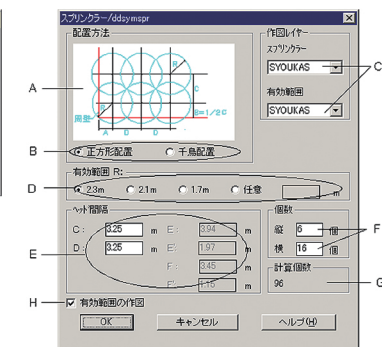 スプリンクラー/ddsymspr
配置方法
R
R
C
B=1/2C
周壁
A D D
正方形配置 千鳥配置
作図レイヤー
スプリンクラー
SYOUKAS
有効範囲
SYOUKAS
有効範囲 R:
2.3m 2.1m 1.7m 任意 m
ヘッド間隔
C: 3.25 m E: 3.94 m
D: 3.25 m E': 1.97 m
F: 3.45 m
F': 1.15 m
個数
縦 6 個
横 16 個
計算個数
96
有効範囲の作図
OK キャンセル ヘルプ(H)
A
B
C
D
E
F
G
H